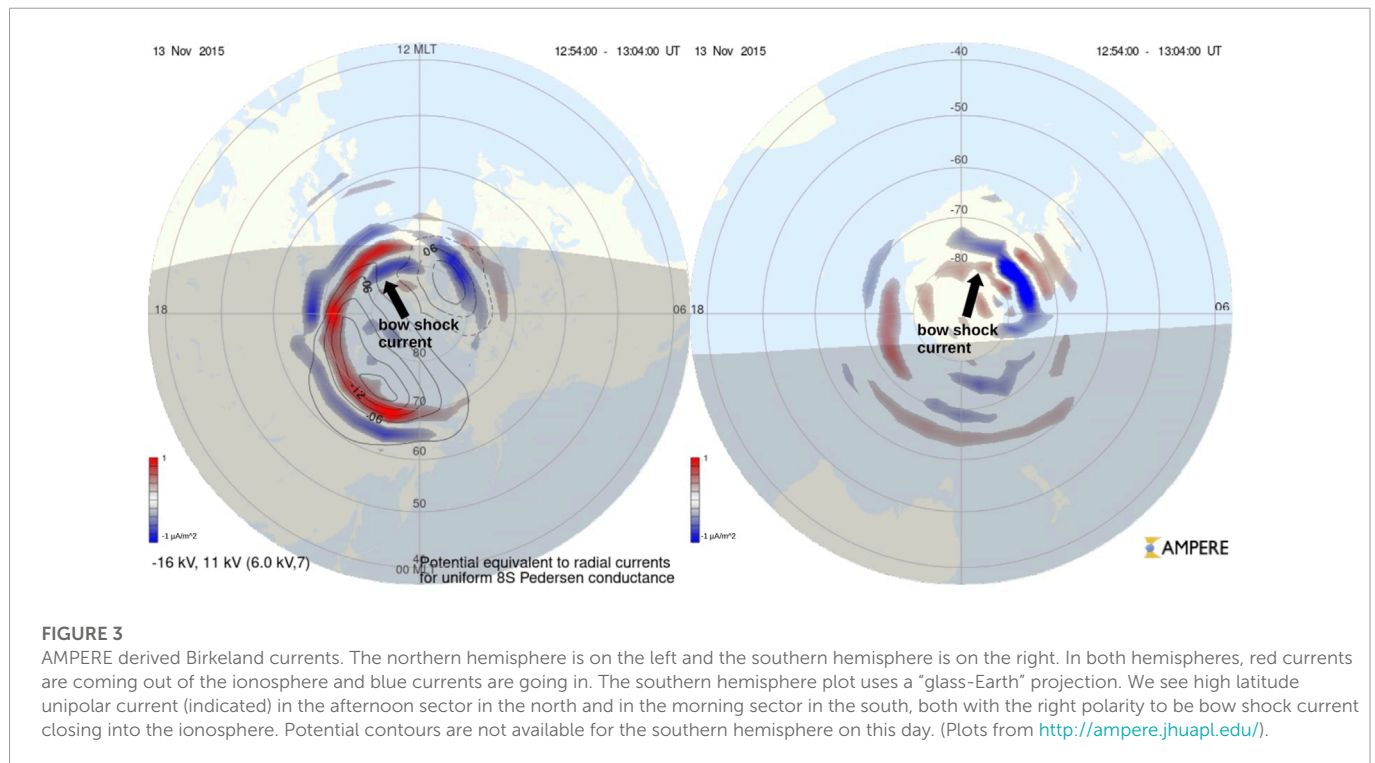 13 Nov 2015
12 MLT
12:54:00 - 13:04:00 UT
13 Nov 2015
-40
12:54:00 - 13:04:00 UT
-50
-60
-70
-80
06
90
18
06
18
06
bow shock
current
bow shock
current
80
-12
70
-06
60
50
1
-1 µA/m^2
1
-1 µA/m^2
-16 kV, 11 kV (6.0 kV,7)
00 MLT
Potential equivalent to radial currents
for uniform 8S Pedersen conductance
AMPERE
FIGURE 3
AMPERE derived Birkeland currents. The northern hemisphere is on the left and the southern hemisphere is on the right. In both hemispheres, red currents
are coming out of the ionosphere and blue currents are going in. The southern hemisphere plot uses a “glass-Earth” projection. We see high latitude
unipolar current (indicated) in the afternoon sector in the north and in the morning sector in the south, both with the right polarity to be bow shock current
closing into the ionosphere. Potential contours are not available for the southern hemisphere on this day. (Plots from http://ampere.jhuapl.edu/).